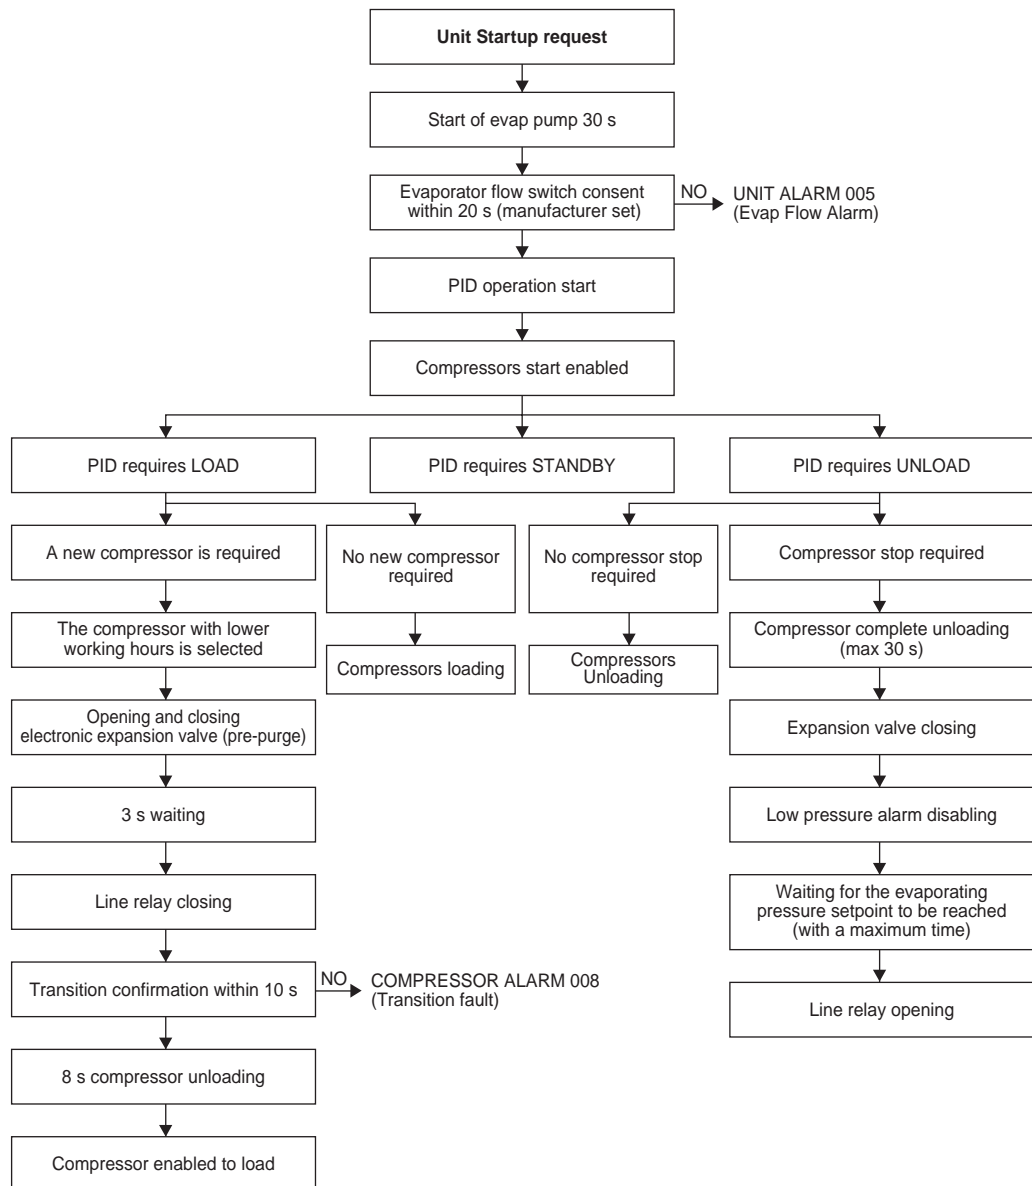 Unit Startup request
Start of evap pump 30 s
Evaporator flow switch consent
within 20 s (manufacturer set)
NO
UNIT ALARM 005
(Evap Flow Alarm)
PID operation start
Compressors start enabled
PID requires LOAD
PID requires STANDBY
PID requires UNLOAD
A new compressor is required
No new compressor
required
No compressor stop
required
Compressor stop required
The compressor with lower
working hours is selected
Compressors loading
Compressors
Unloading
Compressor complete unloading
(max 30 s)
Opening and closing
electronic expansion valve (pre-purge)
Expansion valve closing
3 s waiting
Low pressure alarm disabling
Line relay closing
Waiting for the evaporating
pressure setpoint to be reached
(with a maximum time)
Transition confirmation within 10 s
NO
COMPRESSOR ALARM 008
(Transition fault)
Line relay opening
8 s compressor unloading
Compressor enabled to load